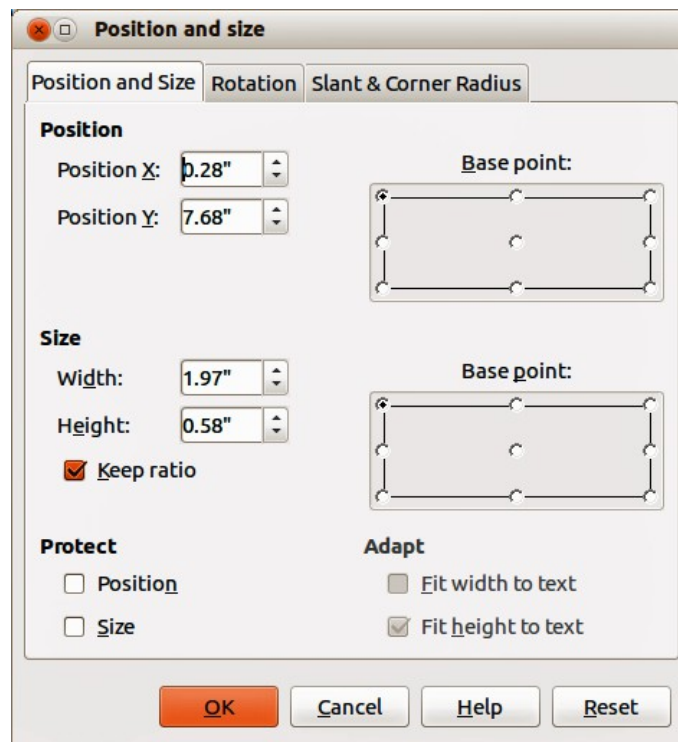 Position and size
Position and Size Rotation Slant & Corner Radius
Position
Position X: 0.28"
Base point:
Position Y: 7.68"
Size
Width: 1.97"
Base point:
Height: 0.58"
Keep ratio
Protect
Adapt
Position
Fit width to text
Size
Fit height to text
OK Cancel Help Reset